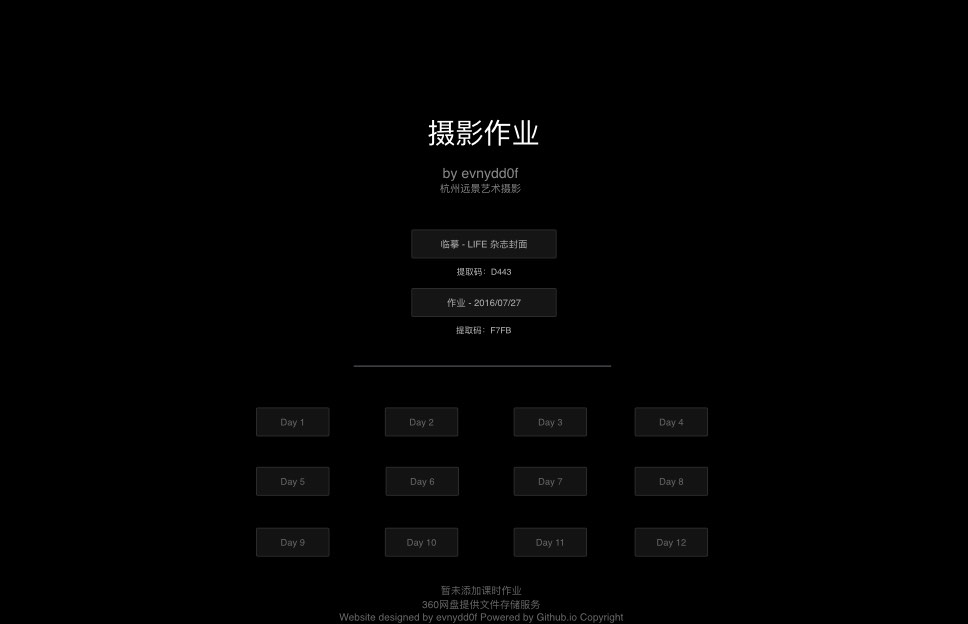 摄影作业
by evnydd0f
杭州远景艺术摄影
临摹 - LIFE 杂志封面
提取码：D443
作业 - 2016/07/27
提取码：F7FB
Day 1
Day 2
Day 3
Day 4
Day 5
Day 6
Day 7
Day 8
Day 9
Day 10
Day 11
Day 12
暂未添加课时作业
360网盘提供文件存储服务
Website designed by evnydd0f Powered by Github.io Copyright